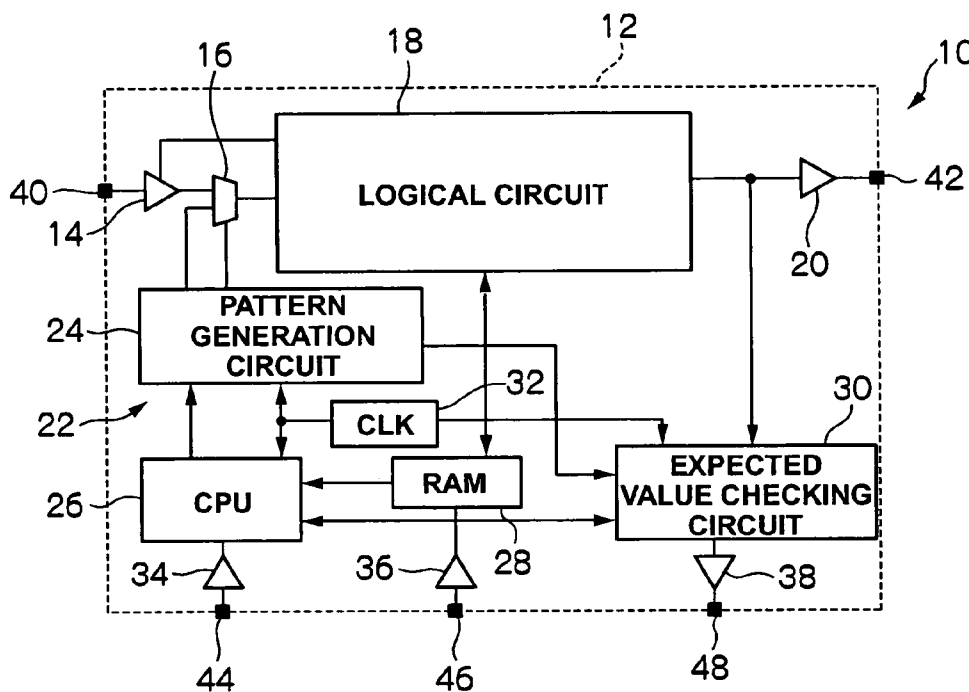 12
10
16
18
40
14
LOGICAL CIRCUIT
42
20
24
PATTERN
GENERATION
CIRCUIT
22
32
CLK
30
26
CPU
RAM
28
EXPECTED
VALUE CHECKING
CIRCUIT
34
36
38
44
46
48